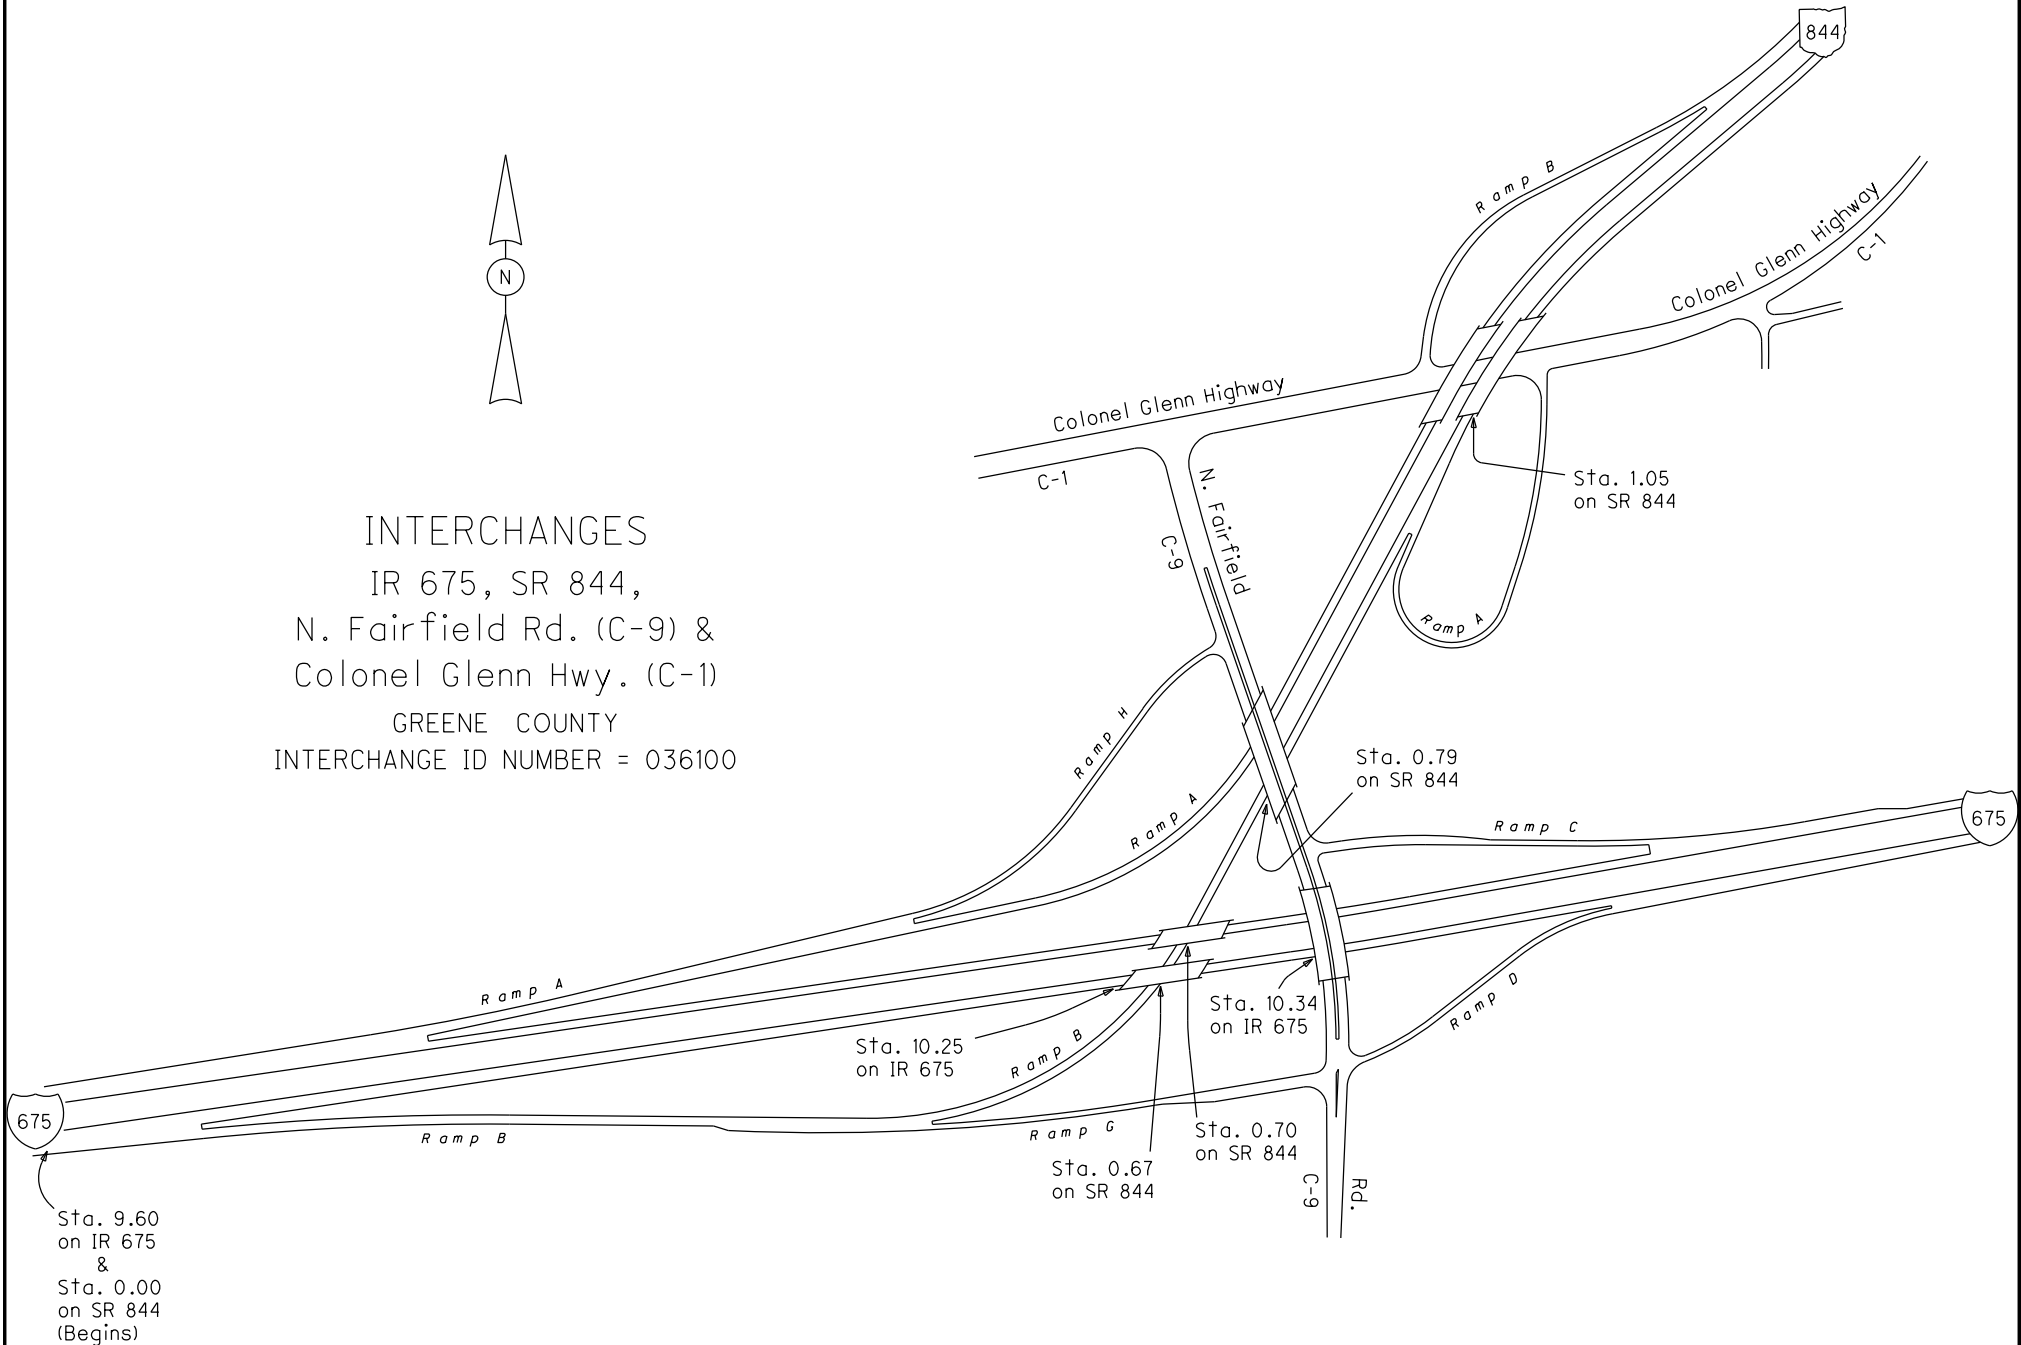 844
Ramp B
Colonel Glenn Highway
C-1
N
Colonel Glenn Highway
C-1
N. Fairfield
C-9
Sta. 1.05
on SR 844
INTERCHANGES
IR 675, SR 844,
N. Fairfield Rd. (C-9) &
Colonel Glenn Hwy. (C-1)
GREENE COUNTY
INTERCHANGE ID NUMBER = 036100
Ramp A
Ramp H
Sta. 0.79
on SR 844
Ramp A
Ramp C
675
Ramp A
Sta. 10.34
on IR 675
Ramp D
Sta. 10.25
on IR 675
Ramp B
675
Ramp B
Ramp G
Sta. 0.70
on SR 844
Sta. 0.67
on SR 844
C-9
Rd.
Sta. 9.60
on IR 675
&
Sta. 0.00
on SR 844
(Begins)